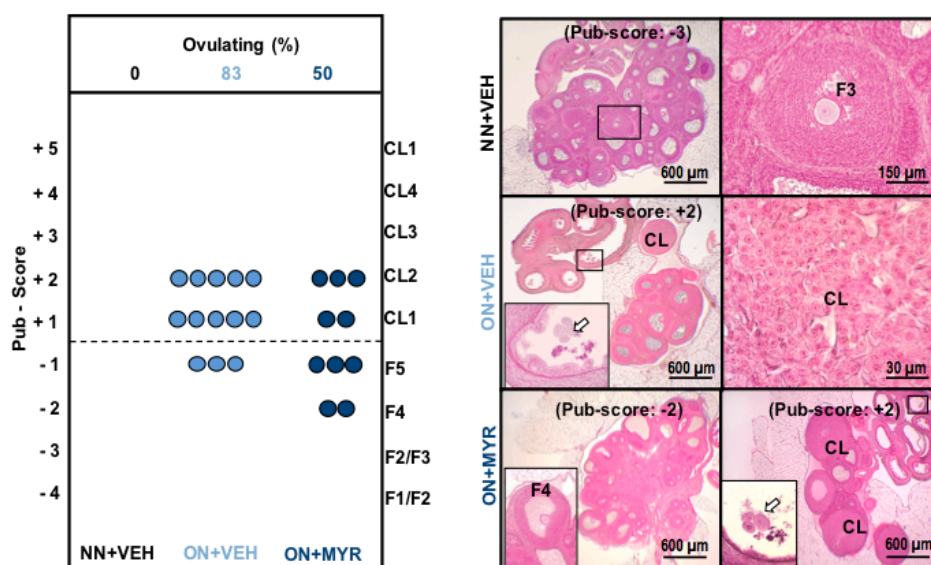 Ovulating (%)
0 83 50
Pub - Score
+ 5 CL1
+ 4 CL4
+ 3 CL3
+ 2 CL2
+ 1 CL1
- 1 F5
- 2 F4
- 3 F2/F3
- 4 F1/F2
NN+VEH ON+VEH ON+MYR
NN+VEH
(Pub-score: -3)
600 µm
F3
150 µm
ON+VEH
(Pub-score: +2)
CL
600 µm
CL
30 µm
ON+MYR
(Pub-score: -2)
F4
600 µm
(Pub-score: +2)
CL
CL
600 µm